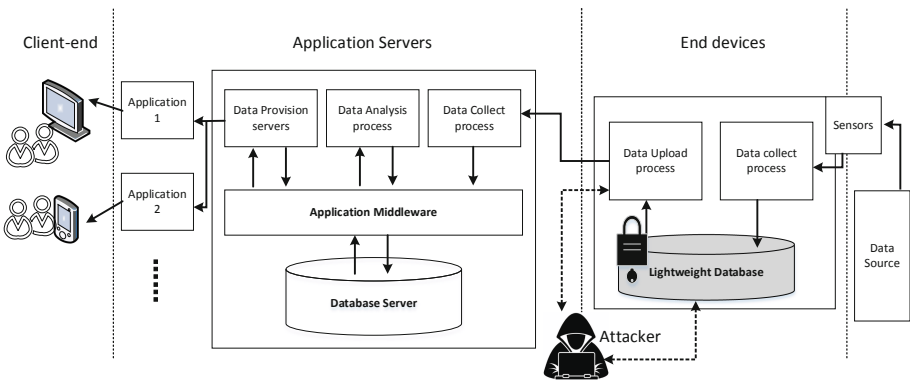 Client-end
Application Servers
End devices
Application
1
Application
2
Data Provision
servers
Data Analysis
process
Data Collect
process
Application Middleware
Database Server
Data Upload
process
Data collect
process
Sensors
Lightweight Database
Data
Source
Attacker